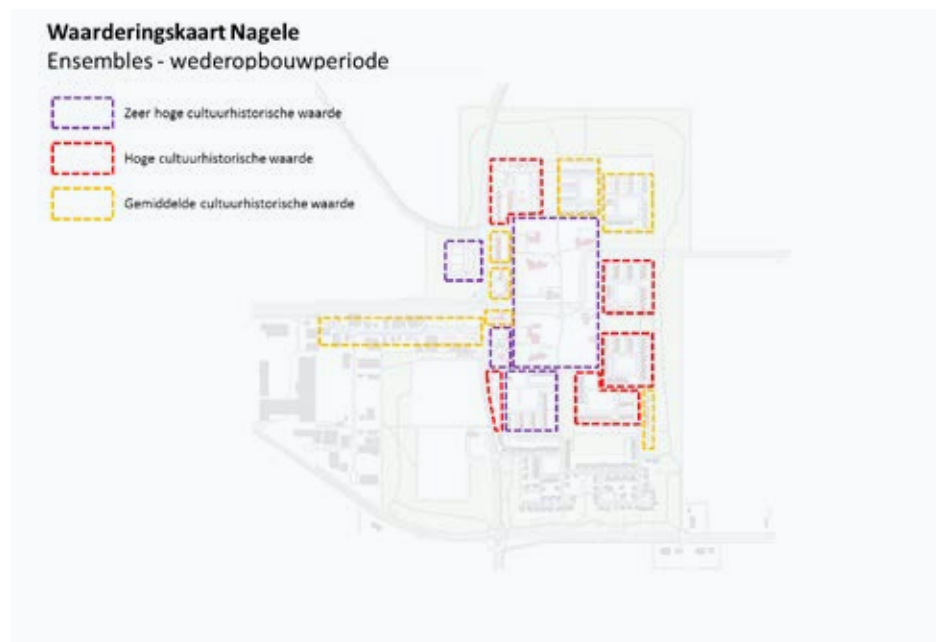 Waarderingskaart Nagele
Ensembles - wederopbouwperiode
Zeer hoge cultuurhistorische waarde
Hoge cultuurhistorische waarde
Gemiddelde cultuurhistorische waarde